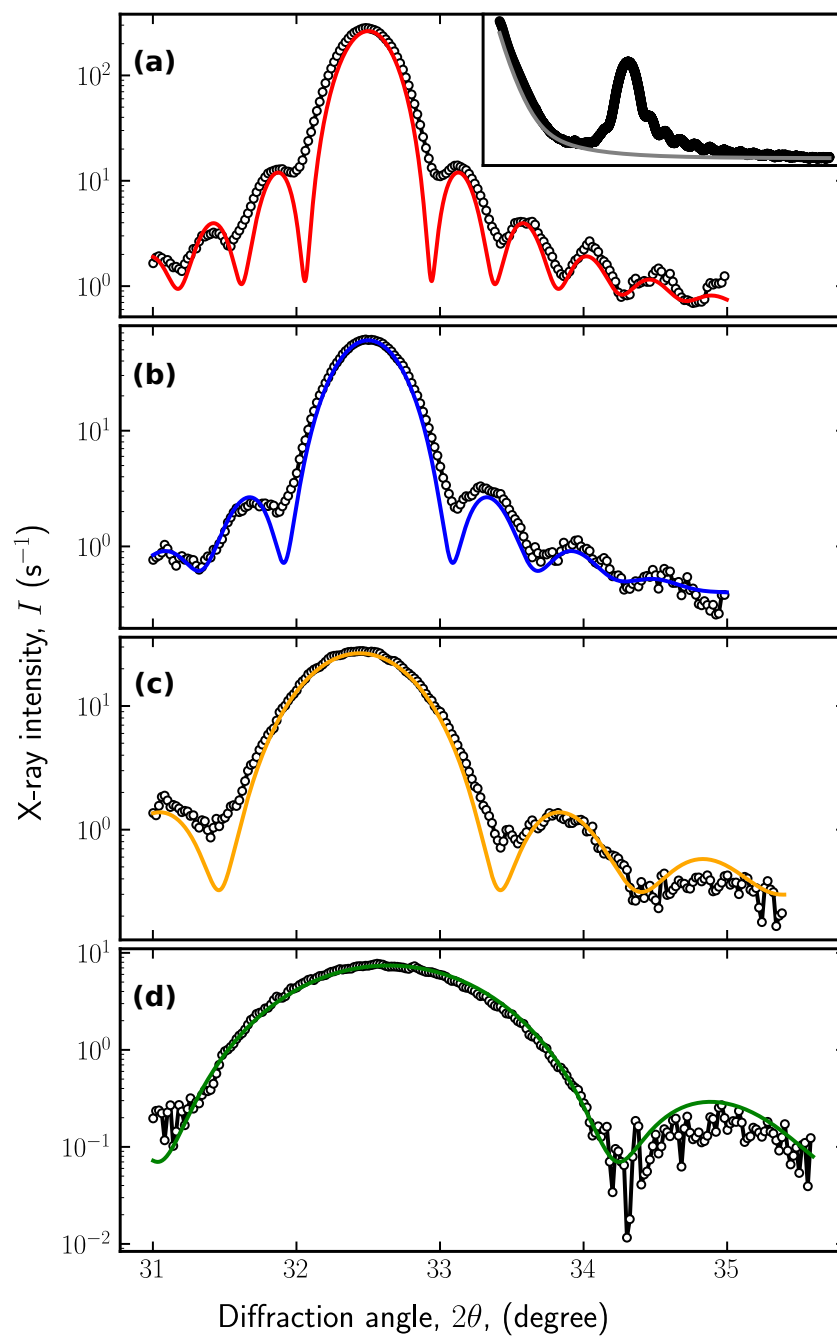 (a)
10²
10¹
10⁰
(b)
10¹
10⁰
(c)
10¹
10⁰
(d)
10¹
10⁰
10⁻¹
10⁻²
31 32 33 34 35
X-ray intensity, I (s⁻¹)
Diffraction angle, 2θ, (degree)